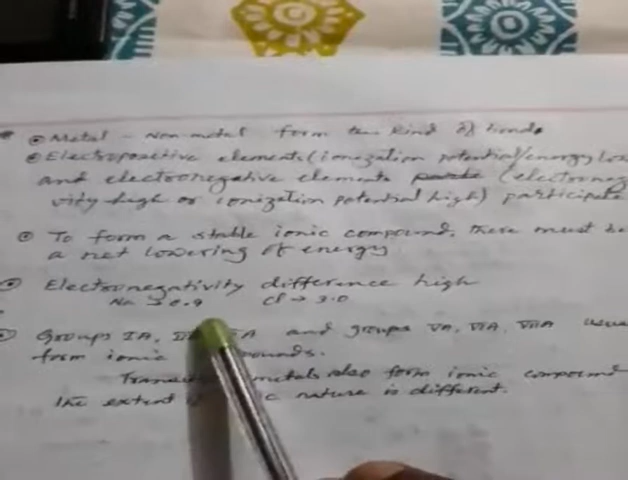 Metal - Non-metal form the kind of bond.
Electropositive elements (ionization potential/energy low
and electronegative elements (electroneg
vity high or ionization potential high) participate
To form a stable ionic compound, there must be
a net lowering of energy
Electronegativity difference high
Na → 0.9 Cl → 3.0
Groups IA, A and groups VA, VIA, VIIA usu
form ionic ounds.
metals also form ionic compound
the extent nature is different.